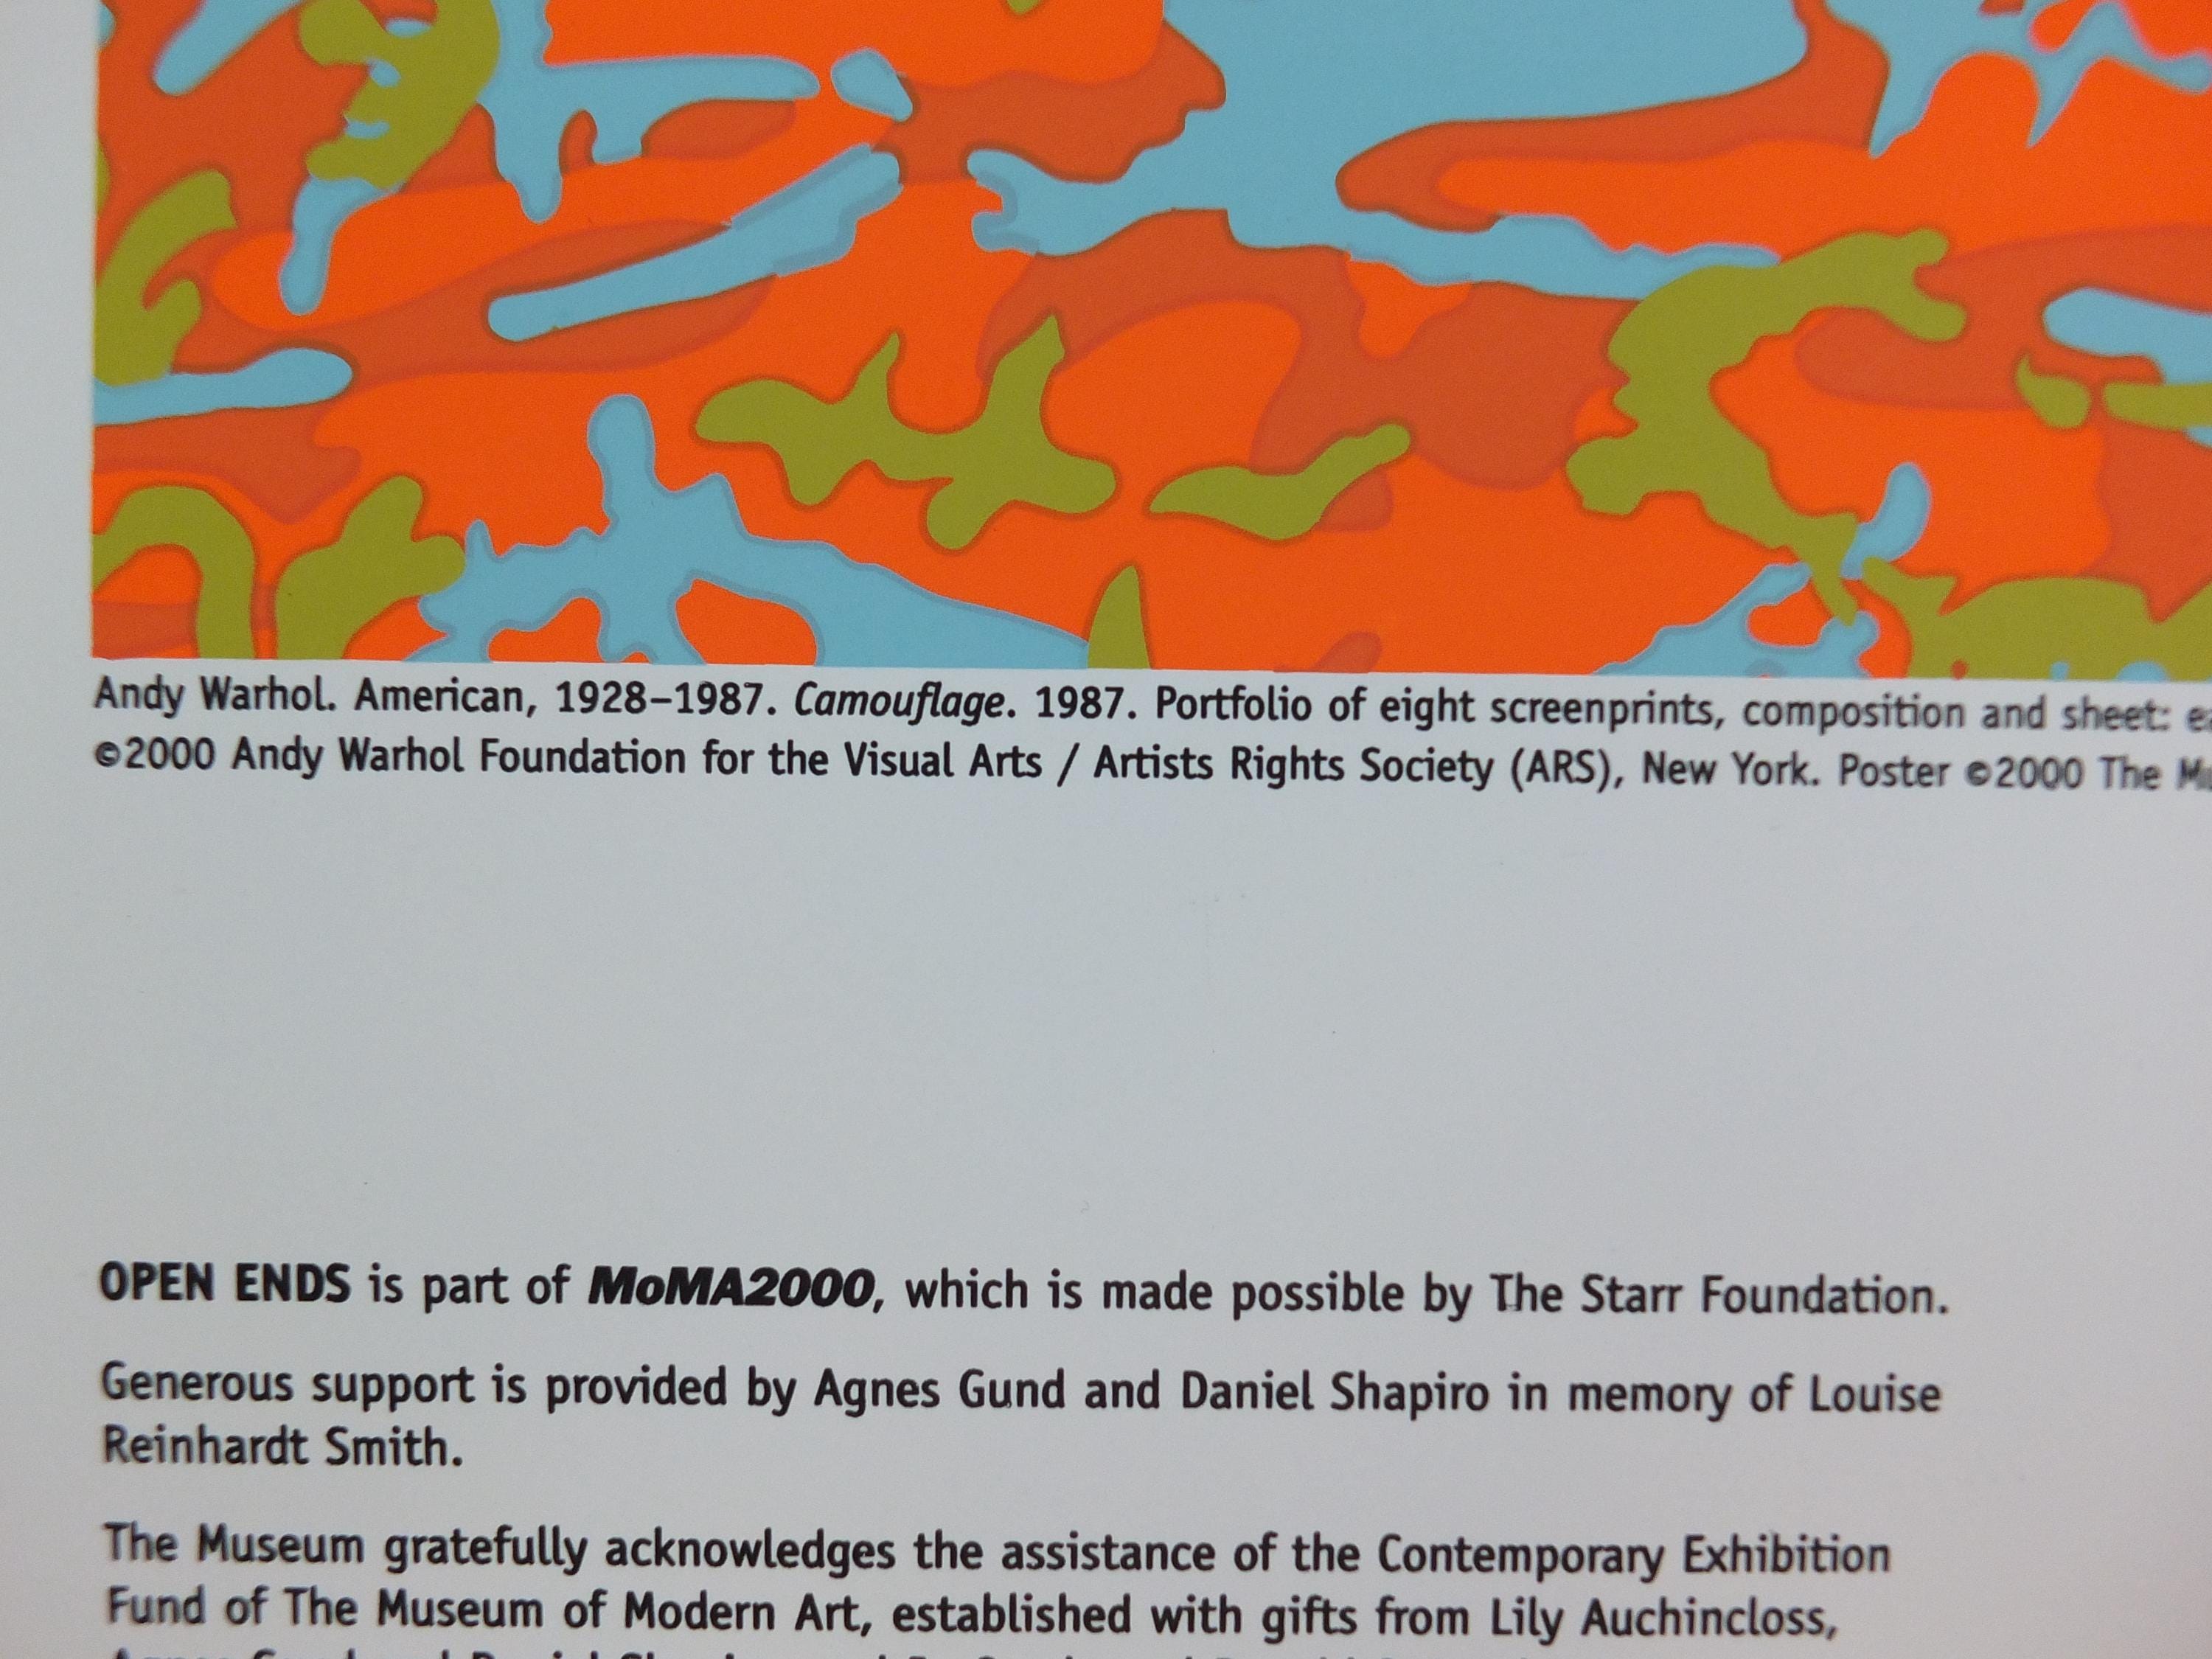 Andy Warhol. American, 1928–1987. Camouflage. 1987. Portfolio of eight screenprints, composition and sheet:
©2000 Andy Warhol Foundation for the Visual Arts / Artists Rights Society (ARS), New York. Poster ©2000 The
OPEN ENDS is part of MoMA2000, which is made possible by The Starr Foundation.
Generous support is provided by Agnes Gund and Daniel Shapiro in memory of Louise
Reinhardt Smith.
The Museum gratefully acknowledges the assistance of the Contemporary Exhibition
Fund of The Museum of Modern Art, established with gifts from Lily Auchincloss,